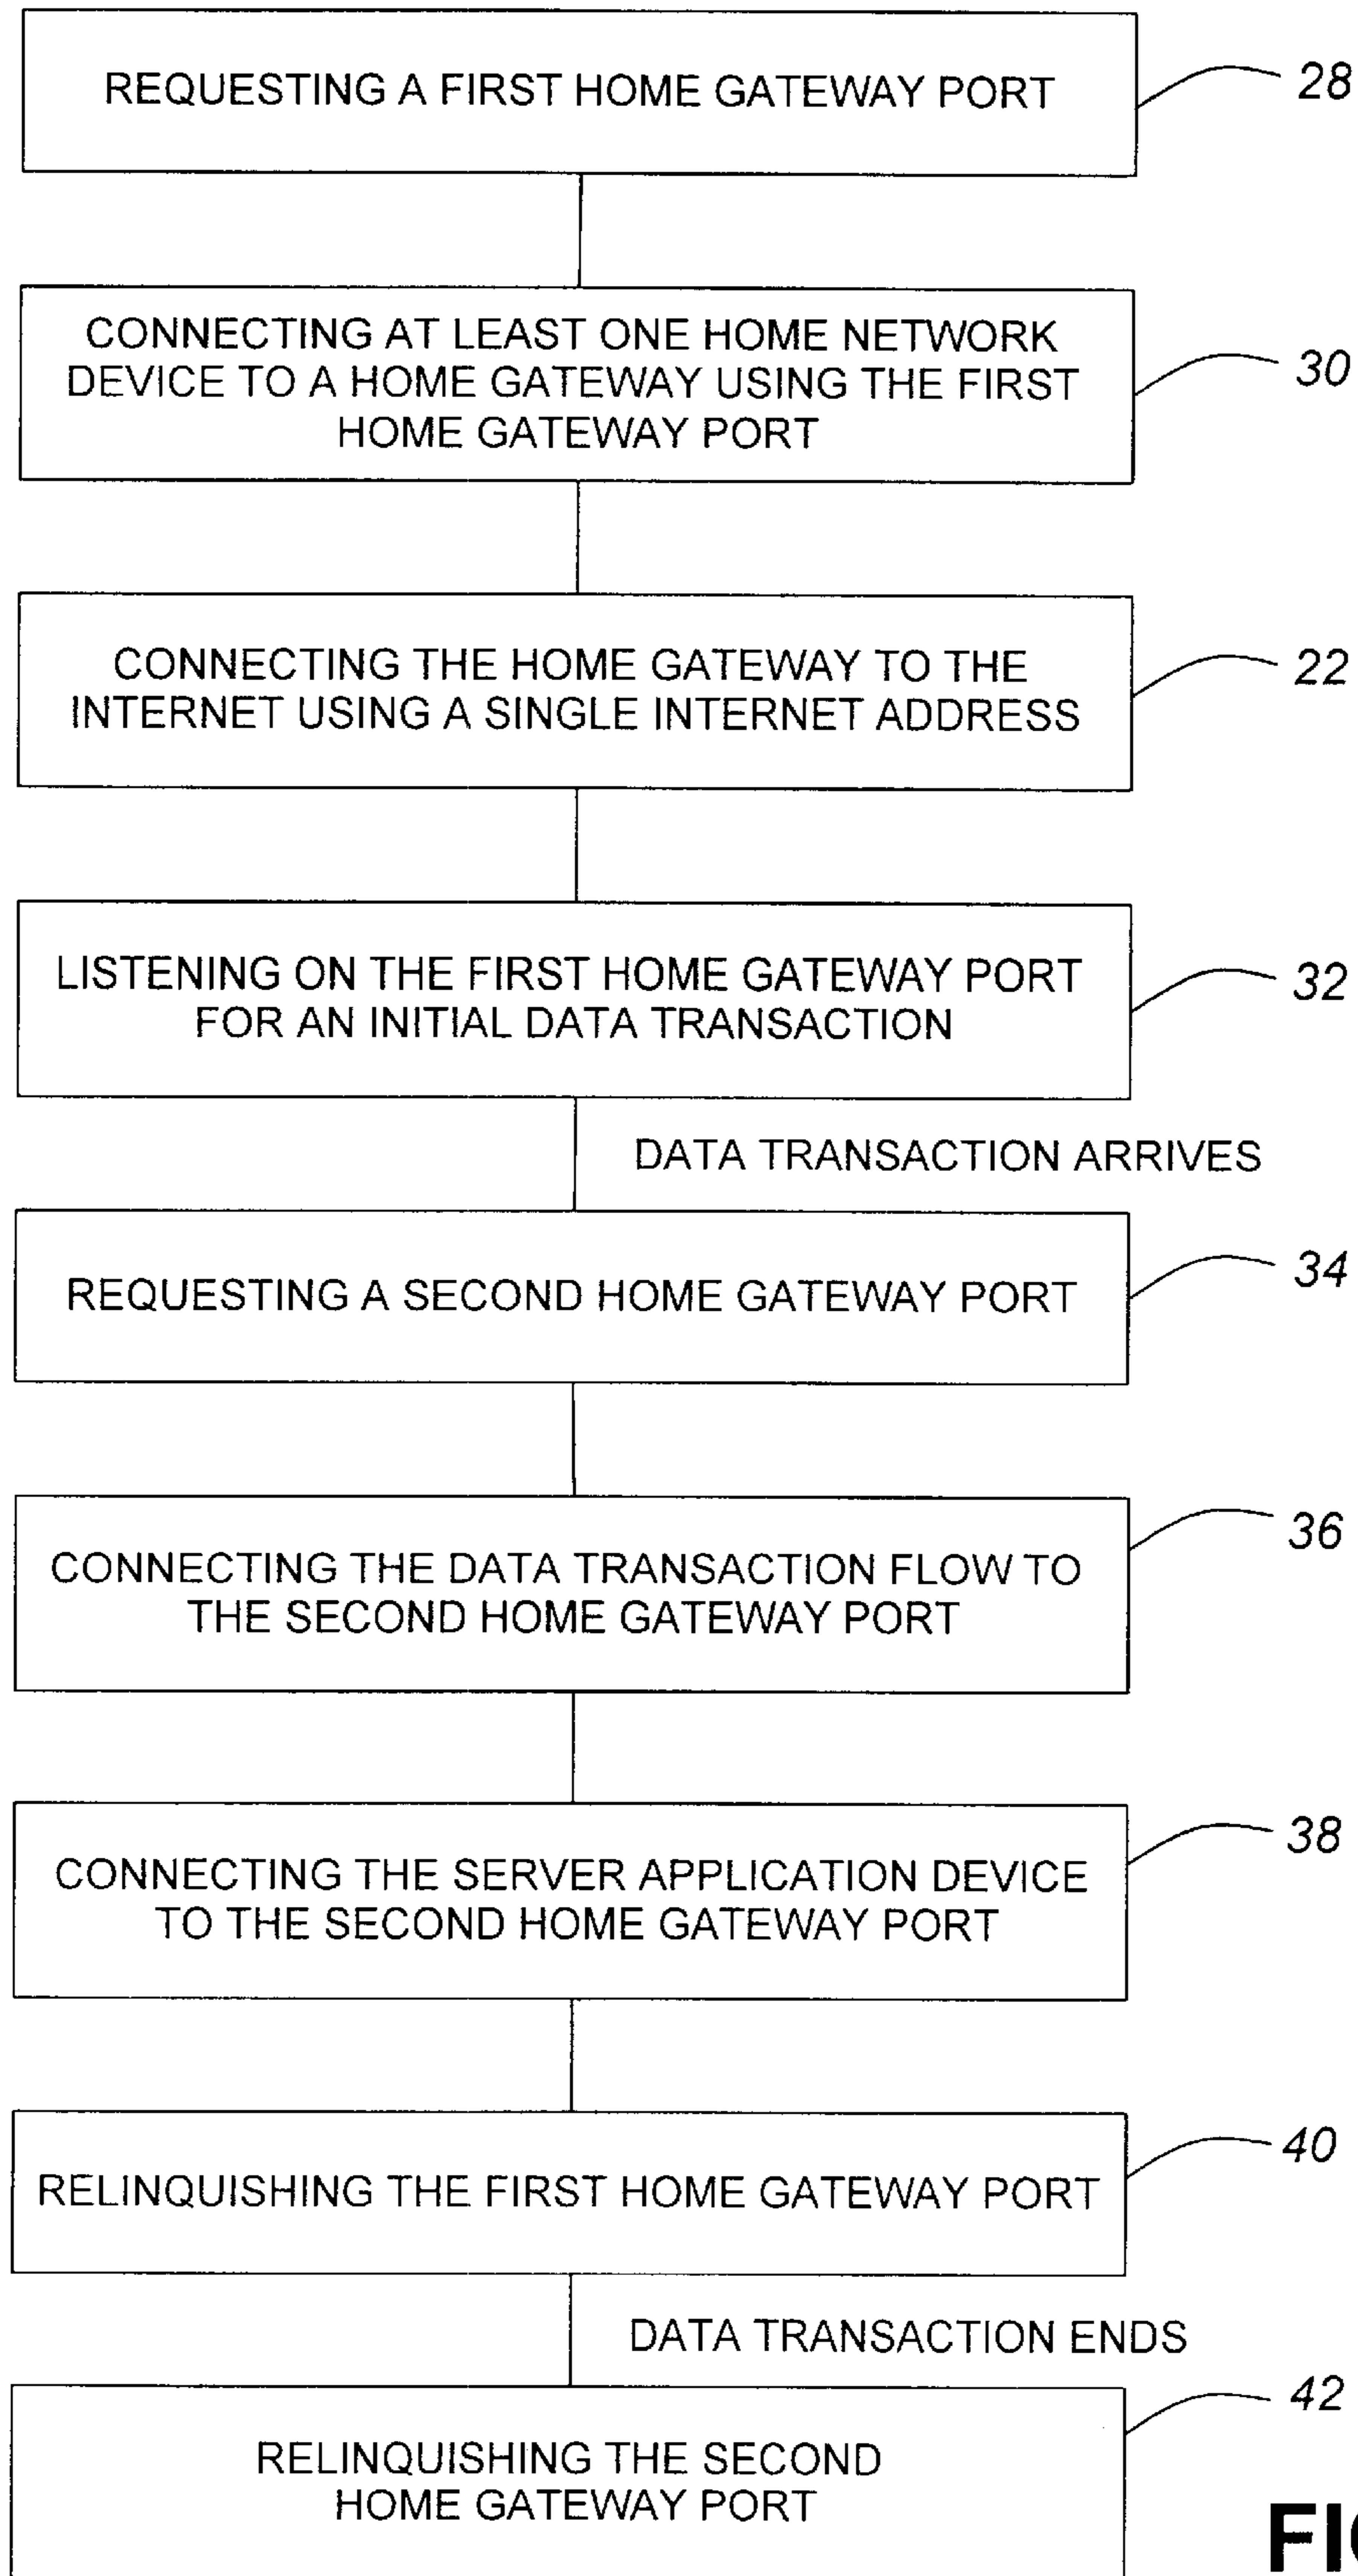 REQUESTING A FIRST HOME GATEWAY PORT
28
CONNECTING AT LEAST ONE HOME NETWORK
DEVICE TO A HOME GATEWAY USING THE FIRST
HOME GATEWAY PORT
30
CONNECTING THE HOME GATEWAY TO THE
INTERNET USING A SINGLE INTERNET ADDRESS
22
LISTENING ON THE FIRST HOME GATEWAY PORT
FOR AN INITIAL DATA TRANSACTION
32
DATA TRANSACTION ARRIVES
REQUESTING A SECOND HOME GATEWAY PORT
34
CONNECTING THE DATA TRANSACTION FLOW TO
THE SECOND HOME GATEWAY PORT
36
CONNECTING THE SERVER APPLICATION DEVICE
TO THE SECOND HOME GATEWAY PORT
38
RELINQUISHING THE FIRST HOME GATEWAY PORT
40
DATA TRANSACTION ENDS
RELINQUISHING THE SECOND
HOME GATEWAY PORT
42